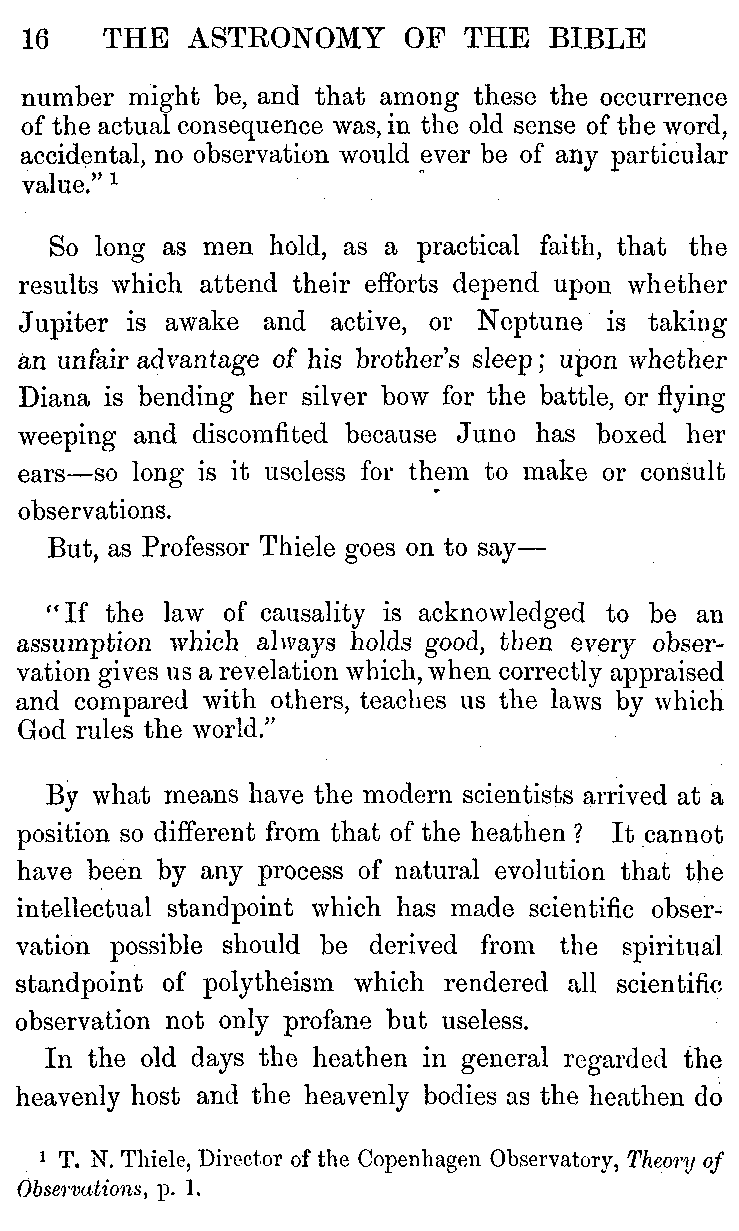 16 THE ASTRONOMY OF THE BIBLE
number might be, and that among these the occurrence
of the actual consequence was, in the old sense of the word,
accidental, no observation would ever be of any particular
value.” ¹
So long as men hold, as a practical faith, that the
results which attend their efforts depend upon whether
Jupiter is awake and active, or Neptune is taking
an unfair advantage of his brother’s sleep; upon whether
Diana is bending her silver bow for the battle, or flying
weeping and discomfited because Juno has boxed her
ears—so long is it useless for them to make or consult
observations.
But, as Professor Thiele goes on to say—
“If the law of causality is acknowledged to be an
assumption which always holds good, then every obser-
vation gives us a revelation which, when correctly appraised
and compared with others, teaches us the laws by which
God rules the world.”
By what means have the modern scientists arrived at a
position so different from that of the heathen? It cannot
have been by any process of natural evolution that the
intellectual standpoint which has made scientific obser-
vation possible should be derived from the spiritual
standpoint of polytheism which rendered all scientific
observation not only profane but useless.
In the old days the heathen in general regarded the
heavenly host and the heavenly bodies as the heathen do
¹ T. N. Thiele, Director of the Copenhagen Observatory, Theory of
Observations, p. 1.